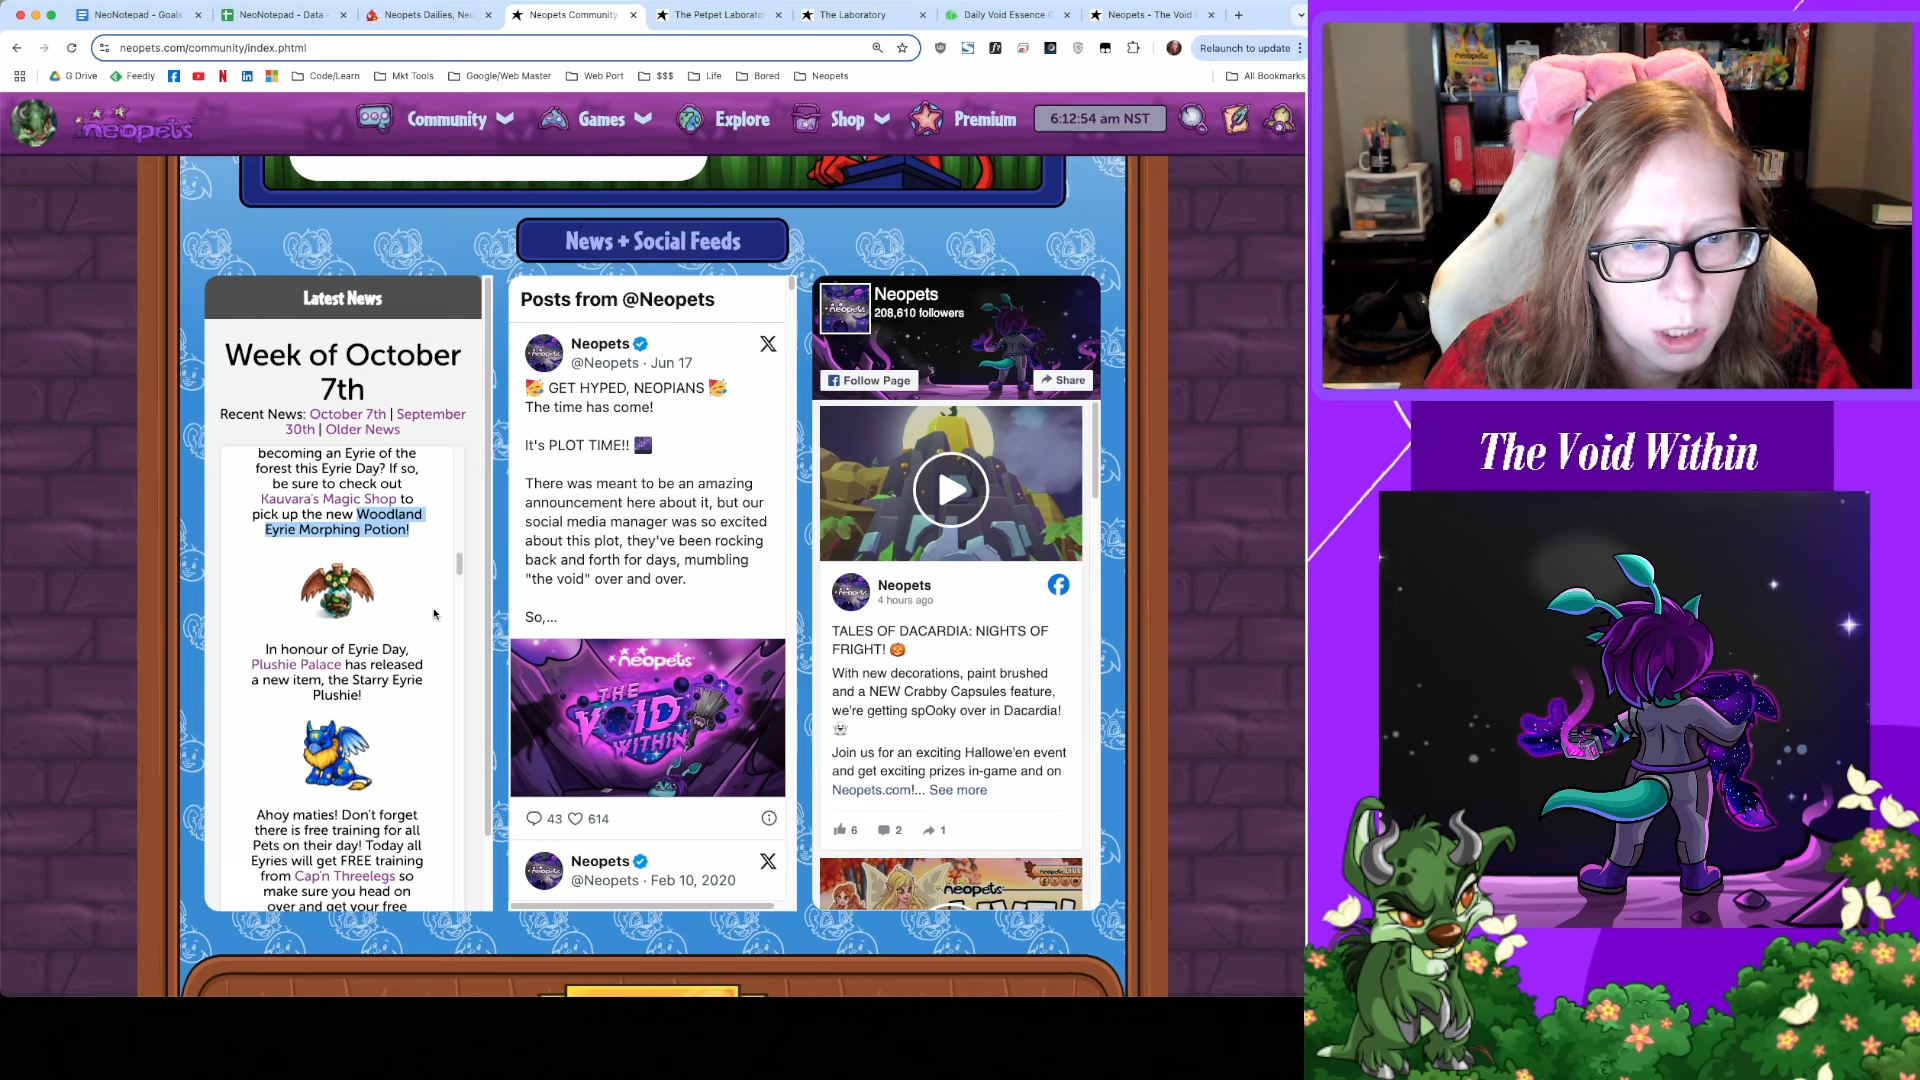 NeoNotepad - Goals
NeoNotepad - Data -
Neopets Dailies, Neo
Neopets Community
The Petpet Laborato
The Laboratory
Daily Void Essence C
Neopets - The Void
neopets.com/community/index.phtml
Relaunch to update
G Drive
Feedly
Code/Learn
Mkt Tools
Google/Web Master
Web Port
$$$
Life
Bored
Neopets
All Bookmarks
neopets
Community
Games
Explore
Shop
Premium
6:12:54 am NST
News + Social Feeds
Latest News
Week of October
7th
Recent News: October 7th | September
30th | Older News
becoming an Eyrie of the
forest this Eyrie Day? If so,
be sure to check out
Kauvara's Magic Shop to
pick up the new Woodland
Eyrie Morphing Potion!
In honour of Eyrie Day,
Plushie Palace has released
a new item, the Starry Eyrie
Plushie!
Ahoy maties! Don't forget
there is free training for all
Pets on their day! Today all
Eyries will get FREE training
from Cap'n Threelegs so
make sure you head on
over and get your free
Posts from @Neopets
Neopets
@Neopets · Jun 17
🥳 GET HYPED, NEOPIANS 🥳
The time has come!
It's PLOT TIME!!
There was meant to be an amazing
announcement here about it, but our
social media manager was so excited
about this plot, they've been rocking
back and forth for days, mumbling
"the void" over and over.
So,...
neopets
THE
VOID
WITHIN
43
614
Neopets
@Neopets · Feb 10, 2020
Neopets
208,610 followers
Follow Page
Share
Neopets
4 hours ago
TALES OF DACARDIA: NIGHTS OF
FRIGHT! 🎃
With new decorations, paint brushed
and a NEW Crabby Capsules feature,
we're getting spOoky over in Dacardia!
👻
Join us for an exciting Hallowe'en event
and get exciting prizes in-game and on
Neopets.com!... See more
6
2
1
neopets
The Void Within